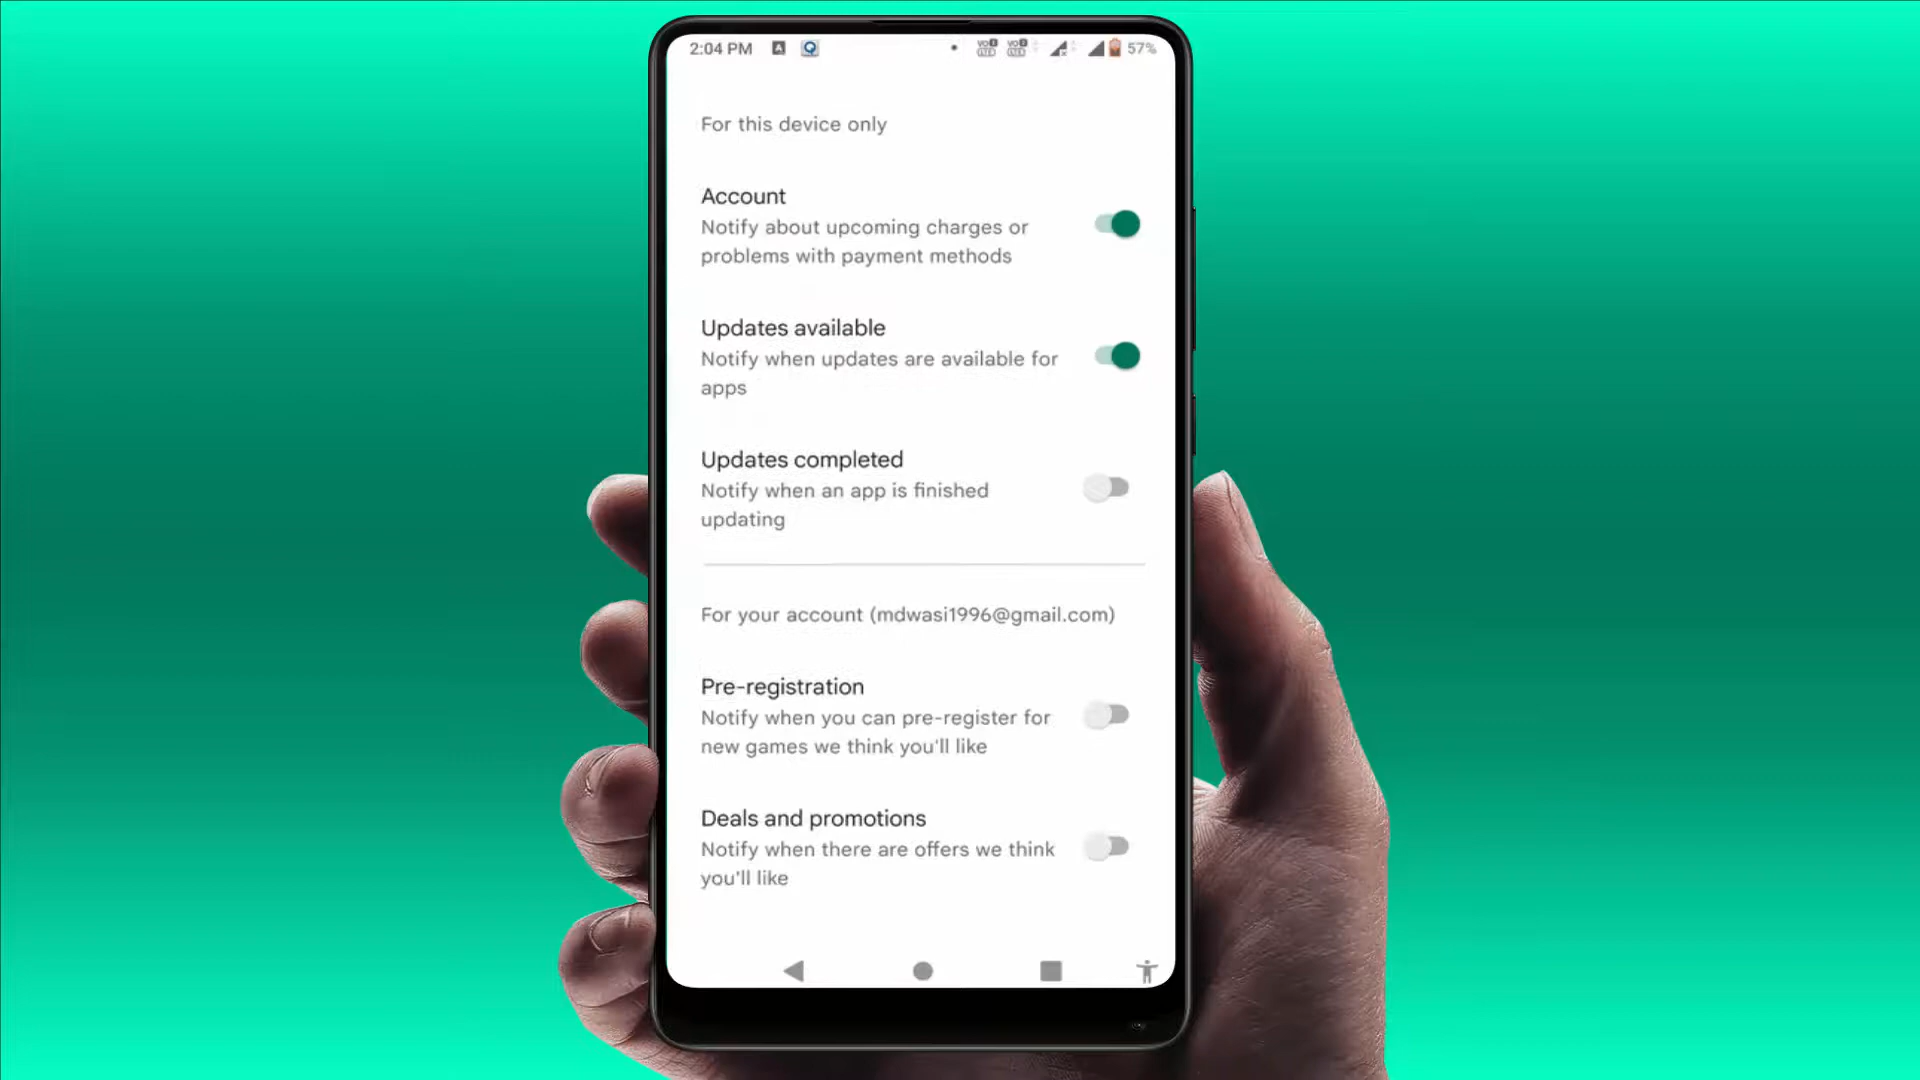 2:04 PM 57%
For this device only
Account
Notify about upcoming charges or
problems with payment methods
Updates available
Notify when updates are available for
apps
Updates completed
Notify when an app is finished
updating
For your account (mdwasi1996@gmail.com)
Pre-registration
Notify when you can pre-register for
new games we think you'll like
Deals and promotions
Notify when there are offers we think
you'll like